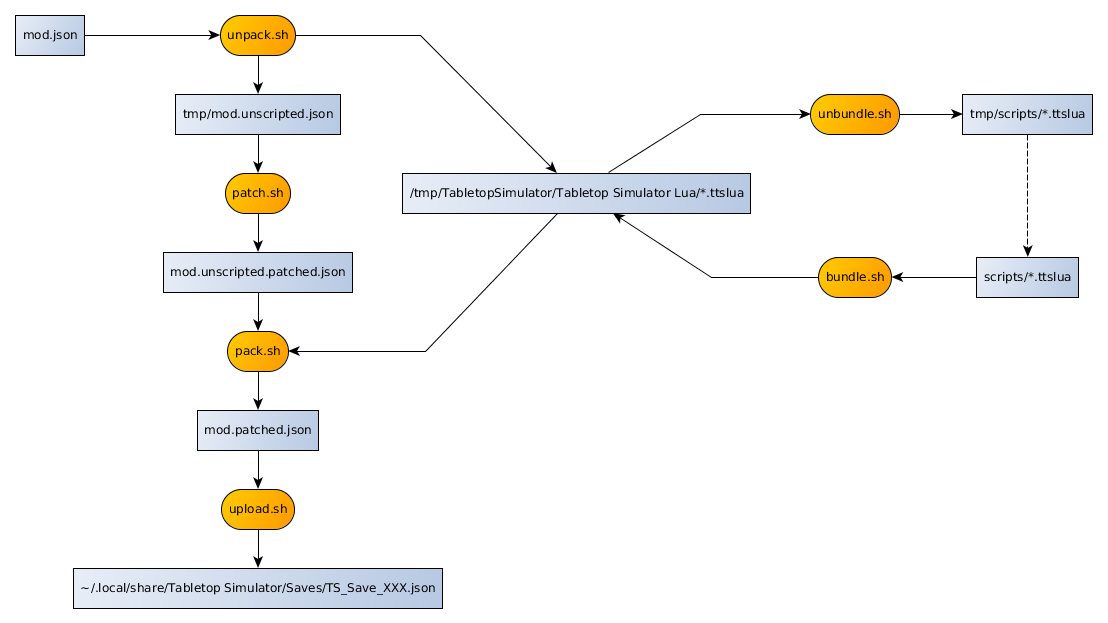 mod.json
unpack.sh
tmp/mod.unscripted.json
unbundle.sh
tmp/scripts/*.ttslua
patch.sh
/tmp/TabletopSimulator/Tabletop Simulator Lua/*.ttslua
mod.unscripted.patched.json
bundle.sh
scripts/*.ttslua
pack.sh
mod.patched.json
upload.sh
~/.local/share/Tabletop Simulator/Saves/TS_Save_XXX.json